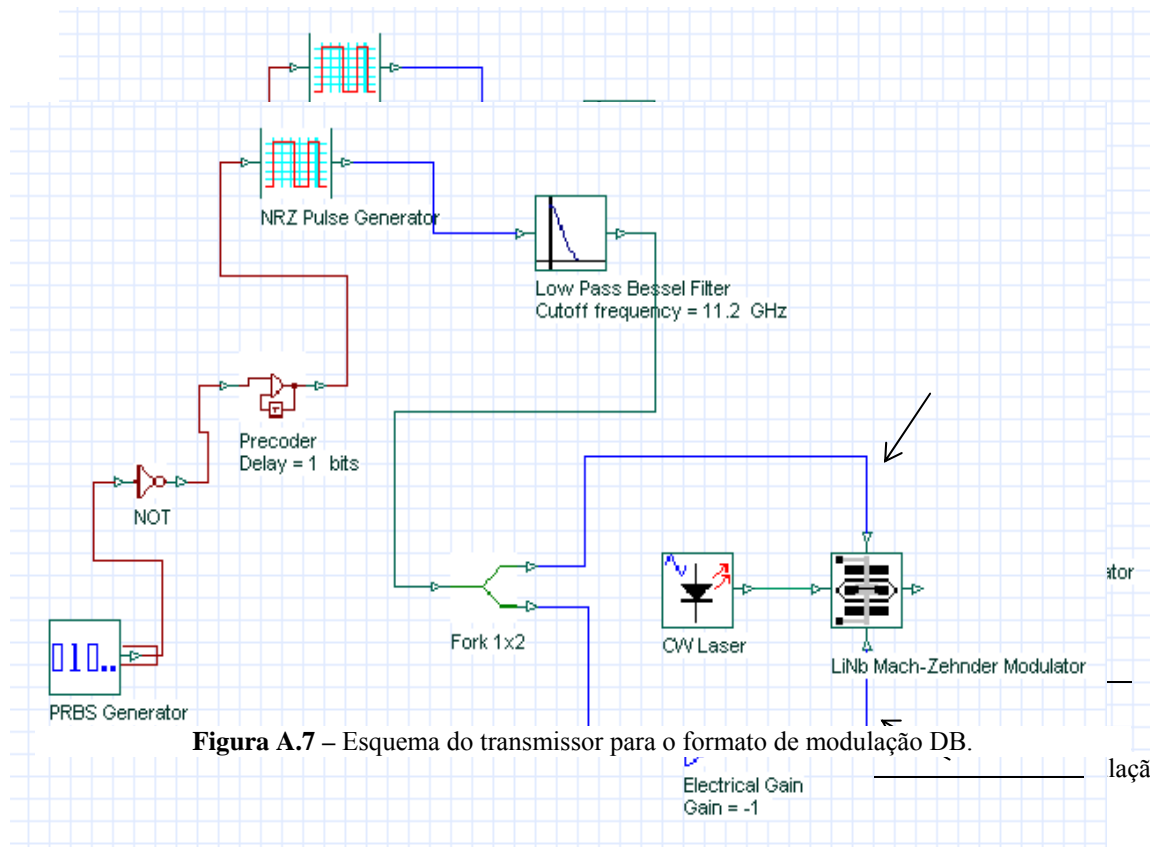 NRZ Pulse Generator
Low Pass Bessel Filter
Cutoff frequency = 11.2 GHz
Precoder
Delay = 1 bits
NOT
Fork 1x2
CW Laser
ator
LiNb Mach-Zehnder Modulator
PRBS Generator
Figura A.7 – Esquema do transmissor para o formato de modulação DB.
laçã
Electrical Gain
Gain = -1